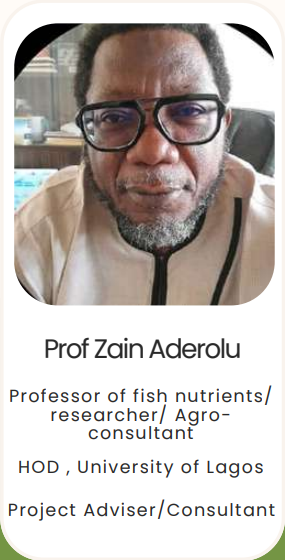 Prof Zain Aderolu
Professor of fish nutrients/
researcher/ Agro-
consultant
HOD , University of Lagos
Project Adviser/Consultant